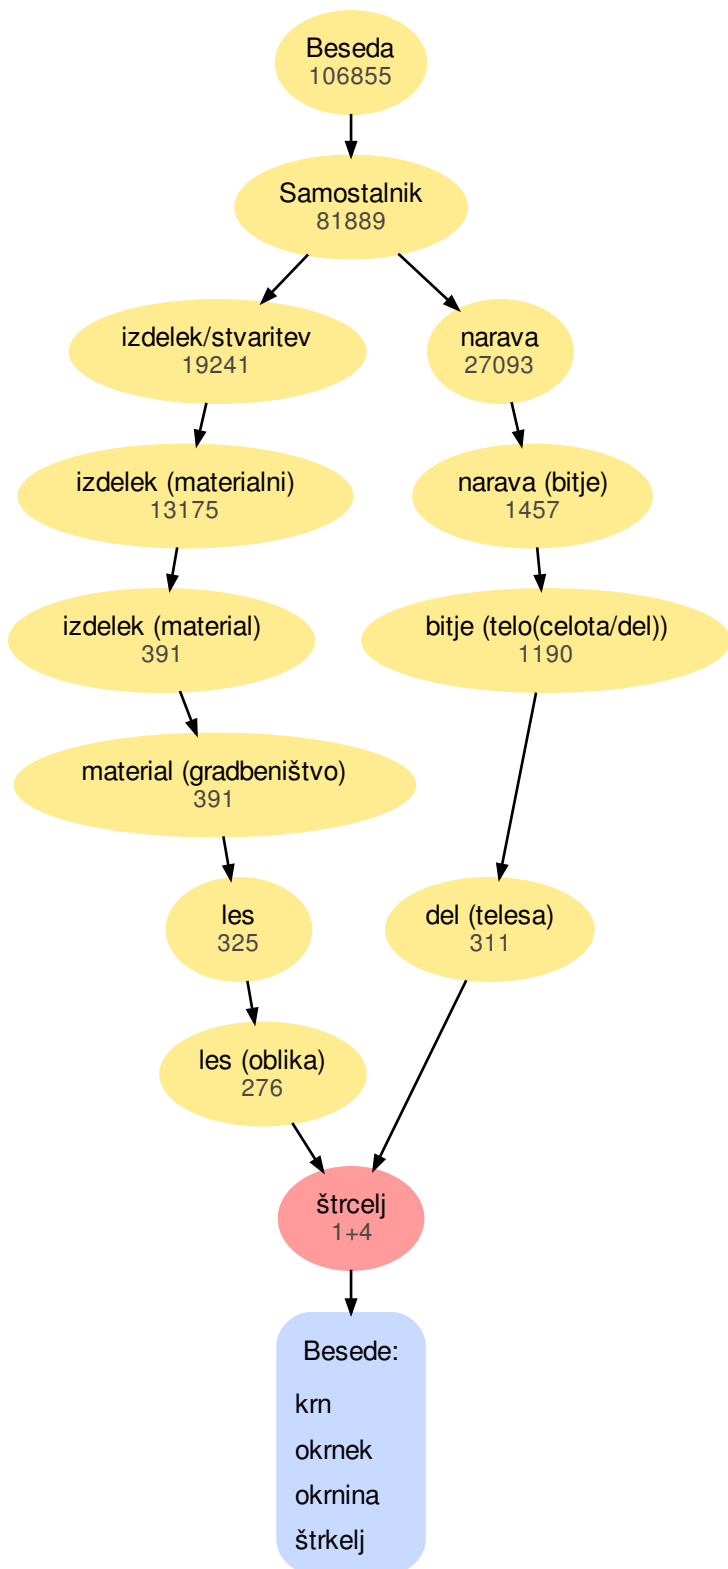 Beseda
106855
Samostalnik
81889
izdelek/stvaritev
19241
narava
27093
izdelek (materialni)
13175
narava (bitje)
1457
izdelek (material)
391
bitje (telo(celota/del))
1190
material (gradbeništvo)
391
les
325
del (telesa)
311
les (oblika)
276
štrcelj
1+4
Besede:
krn
okrnek
okrnina
štrkelj